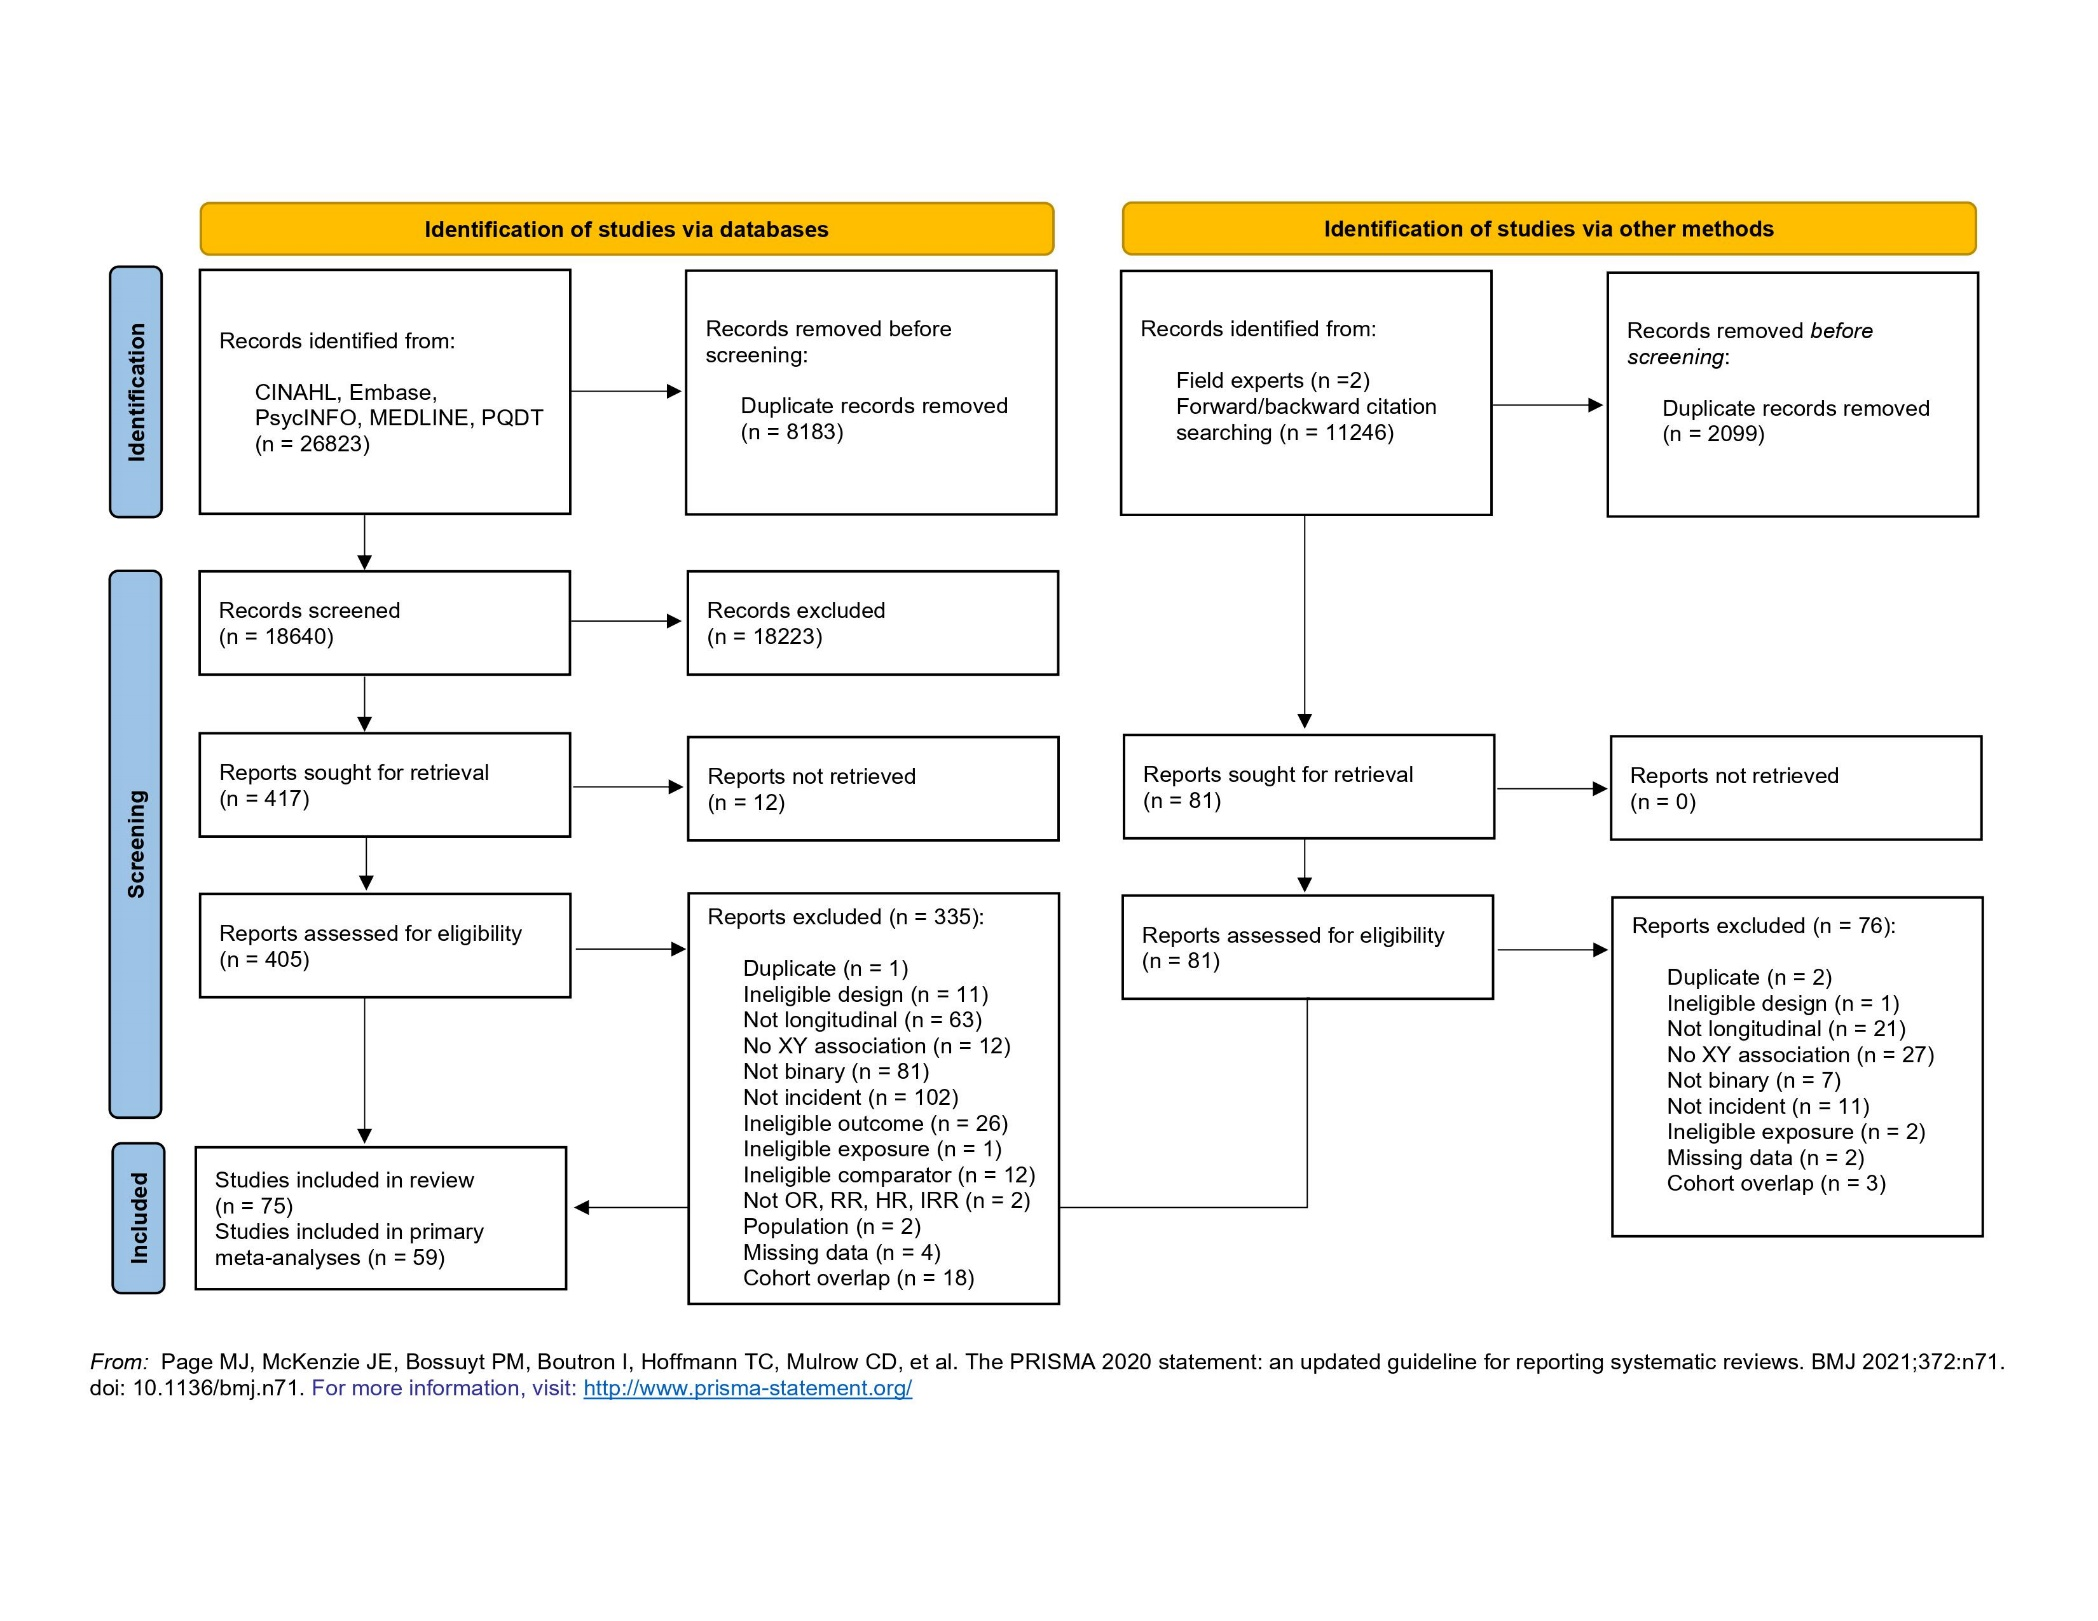 Identification of studies via databases
Identification of studies via other methods
Identification
Records identified from:
CINAHL, Embase,
PsycINFO, MEDLINE, PQDT
(n = 26823)
Records removed before
screening:
Duplicate records removed
(n = 8183)
Records identified from:
Field experts (n =2)
Forward/backward citation
searching (n = 11246)
Records removed before
screening:
Duplicate records removed
(n = 2099)
Screening
Records screened
(n = 18640)
Records excluded
(n = 18223)
Reports sought for retrieval
(n = 417)
Reports not retrieved
(n = 12)
Reports sought for retrieval
(n = 81)
Reports not retrieved
(n = 0)
Reports assessed for eligibility
(n = 405)
Reports excluded (n = 335):
Duplicate (n = 1)
Ineligible design (n = 11)
Not longitudinal (n = 63)
No XY association (n = 12)
Not binary (n = 81)
Not incident (n = 102)
Ineligible outcome (n = 26)
Ineligible exposure (n = 1)
Ineligible comparator (n = 12)
Not OR, RR, HR, IRR (n = 2)
Population (n = 2)
Missing data (n = 4)
Cohort overlap (n = 18)
Reports assessed for eligibility
(n = 81)
Reports excluded (n = 76):
Duplicate (n = 2)
Ineligible design (n = 1)
Not longitudinal (n = 21)
No XY association (n = 27)
Not binary (n = 7)
Not incident (n = 11)
Ineligible exposure (n = 2)
Missing data (n = 2)
Cohort overlap (n = 3)
Included
Studies included in review
(n = 75)
Studies included in primary
meta-analyses (n = 59)
From: Page MJ, McKenzie JE, Bossuyt PM, Boutron I, Hoffmann TC, Mulrow CD, et al. The PRISMA 2020 statement: an updated guideline for reporting systematic reviews. BMJ 2021;372:n71.
doi: 10.1136/bmj.n71. For more information, visit: http://www.prisma-statement.org/